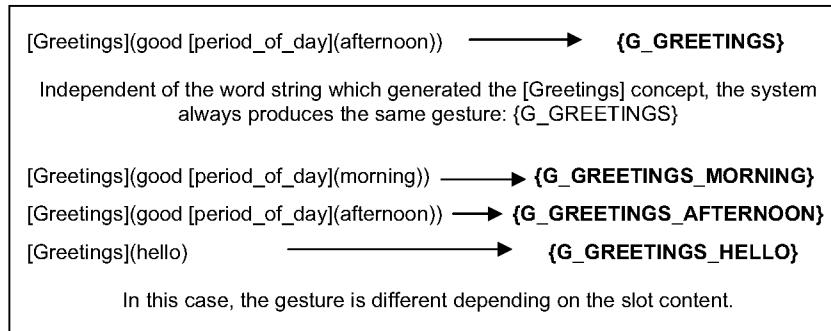 [Greetings](good [period_of_day](afternoon)) {G_GREETINGS}
Independent of the word string which generated the [Greetings] concept, the system
always produces the same gesture: {G_GREETINGS}
[Greetings](good [period_of_day](morning)) {G_GREETINGS_MORNING}
[Greetings](good [period_of_day](afternoon)) {G_GREETINGS_AFTERNOON}
[Greetings](hello) {G_GREETINGS_HELLO}
In this case, the gesture is different depending on the slot content.